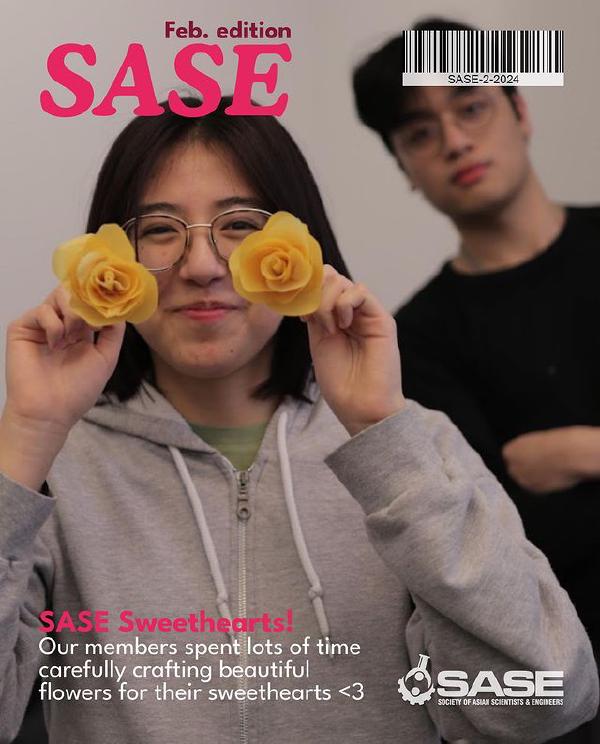 Feb. edition
SASE
SASE-2-2024
SASE Sweethearts!
Our members spent lots of time
carefully crafting beautiful
flowers for their sweethearts <3
SASE
SOCIETY OF ASIAN SCIENTISTS & ENGINEERS